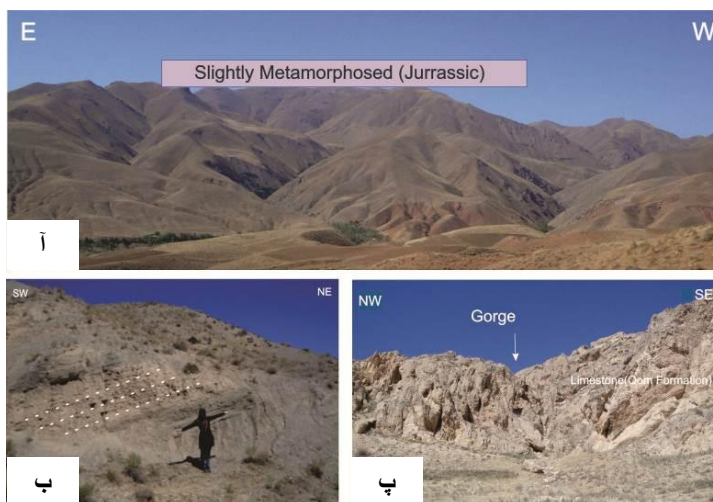 E
W
Slightly Metamorphosed (Jurrassic)
آ
SW
NE
ب
NW
SE
Gorge
Limestone(Qom Formation)
پ